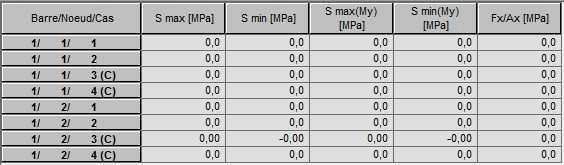 Barre/Noeud/Cas S max [MPa] S min [MPa] S max(My) [MPa] S min(My) [MPa] Fx/Ax [MPa]
1/ 1/ 1 0,0 0,0 0,0 0,0 0,0
1/ 1/ 2 0,0 0,0 0,0 0,0 0,0
1/ 1/ 3 (C) 0,0 0,0 0,0 0,0 0,0
1/ 1/ 4 (C) 0,0 0,0 0,0 0,0 0,0
1/ 2/ 1 0,0 0,0 0,0 0,0 0,0
1/ 2/ 2 0,0 0,0 0,0 0,0 0,0
1/ 2/ 3 (C) 0,00 -0,00 0,00 -0,00 0,0
1/ 2/ 4 (C) 0,0 0,0 0,0 0,0 0,0